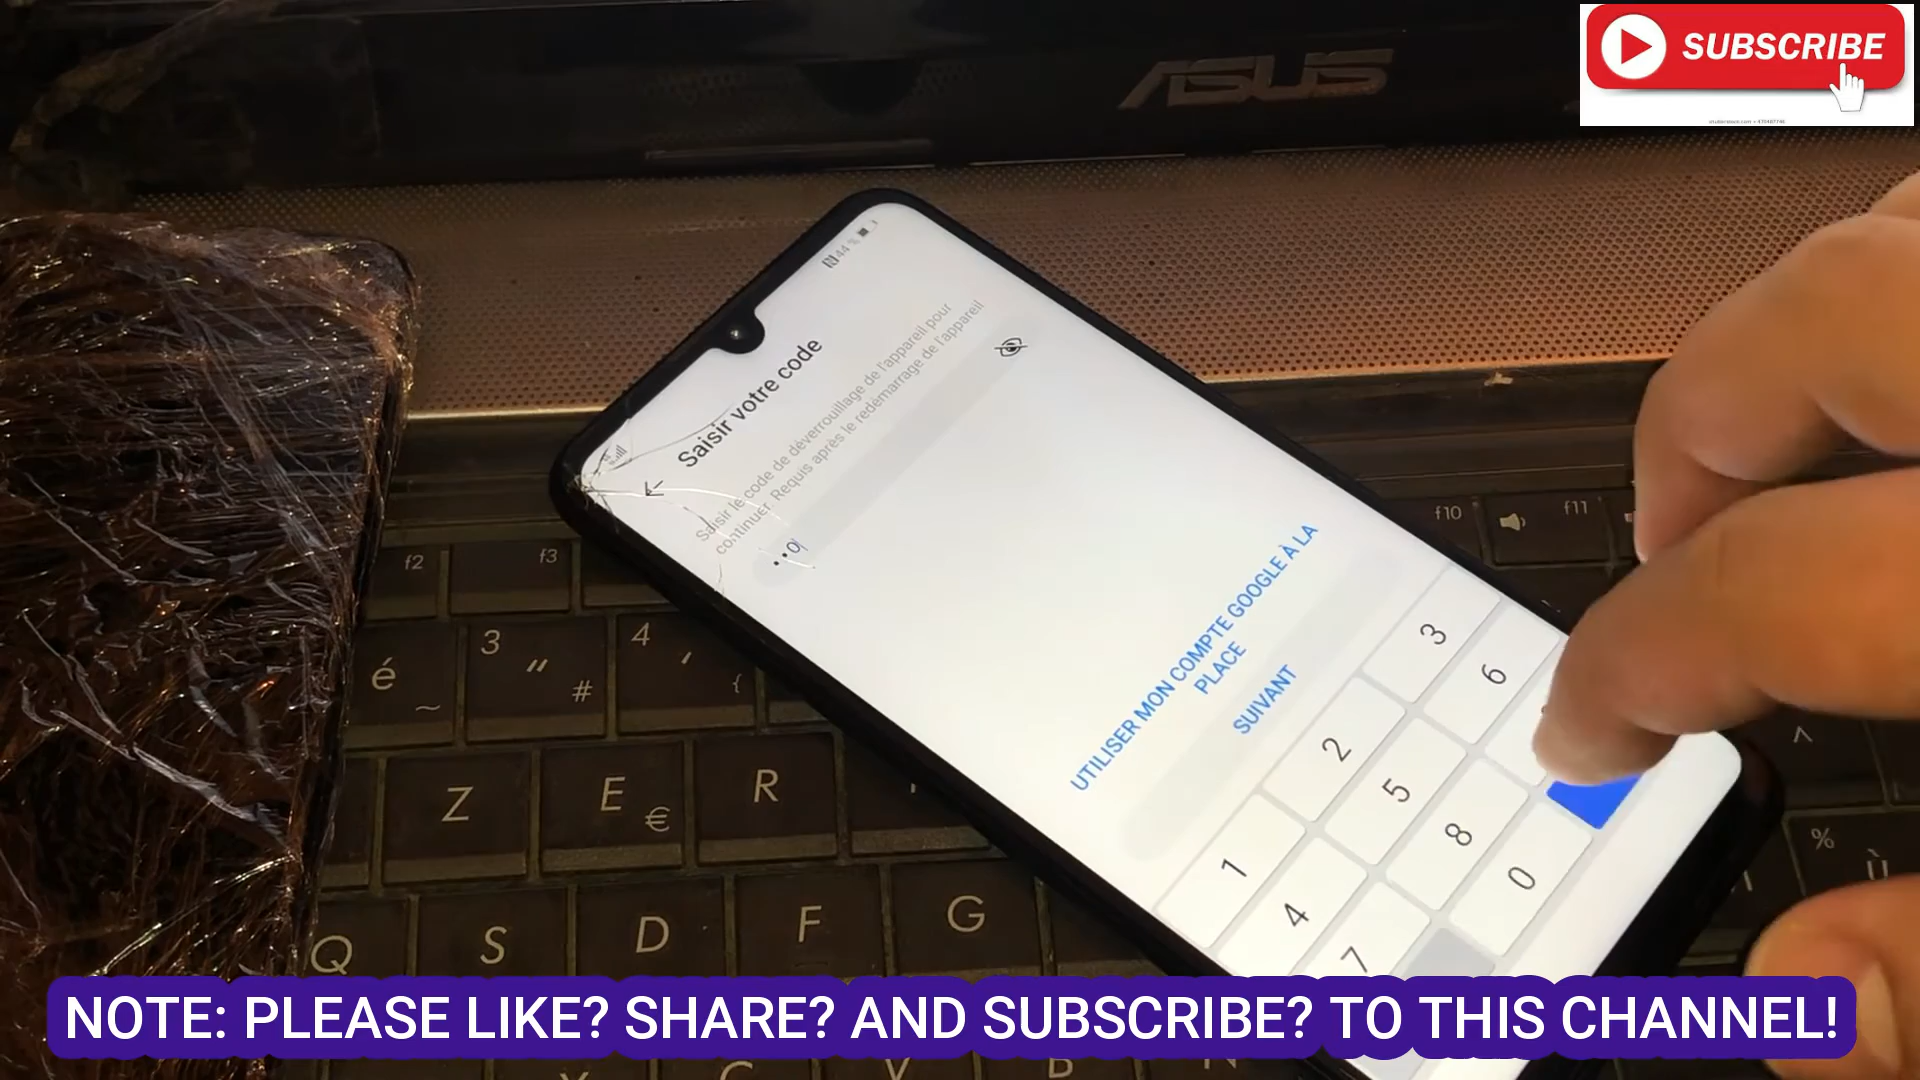 SUBSCRIBE
ASUS
44 %
Saisir votre code
Saisir le code de déverrouillage de l'appareil pour
continuer. Requis après le redémarrage de l'appareil
••0
UTILISER MON COMPTE GOOGLE À LA
PLACE
SUIVANT
1 2 3
4 5 6
7 8
0
f2 f3 f10 f11
é ~ 3 " # 4 ' {
Z E € R
Q S D F G
C V B N
^
% ù
NOTE: PLEASE LIKE? SHARE? AND SUBSCRIBE? TO THIS CHANNEL!